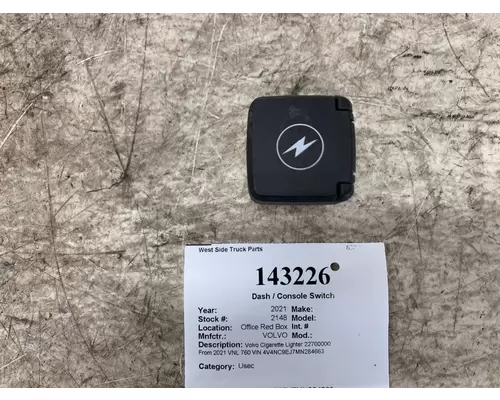 West Side Truck Parts
143226
Dash / Console Switch
Year: 2021 Make:
Stock #: 2148 Model:
Location: Office Red Box Int. #
Mnfctr.: VOLVO Mod.:
Description: Volvo Cigarette Lighter 22700000
From 2021 VNL 760 VIN 4V4NC9EJ7MN284663
Category: Usec